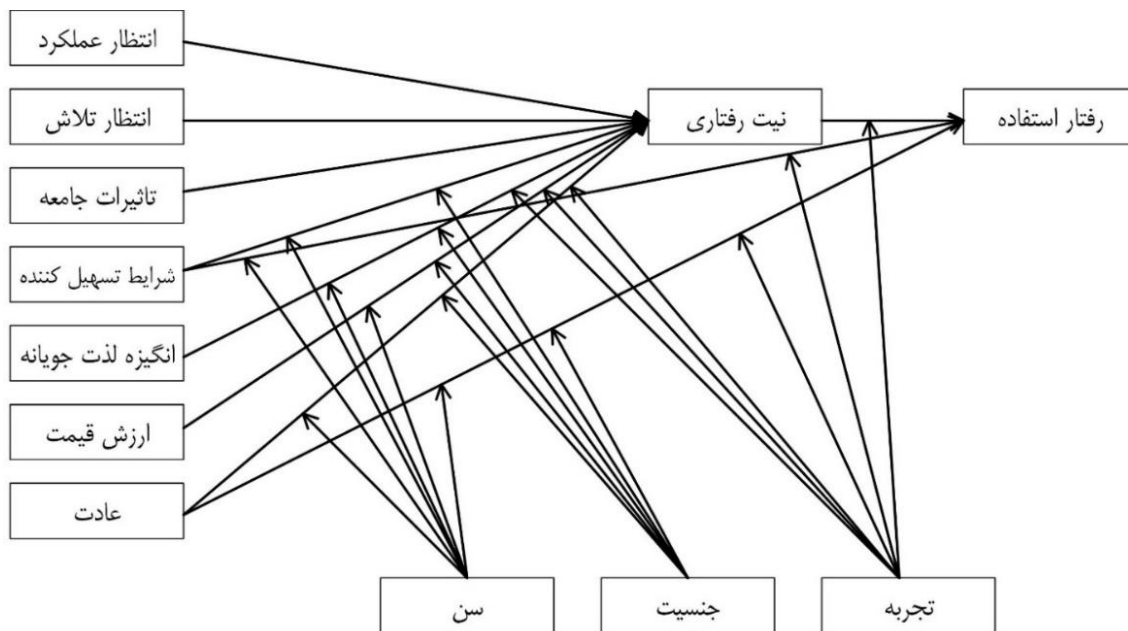 انتظار عملکرد
انتظار تلاش
تاثیرات جامعه
شرایط تسهیل کننده
انگیزه لذت جویانه
ارزش قیمت
عادت
نیت رفتاری
رفتار استفاده
سن
جنسیت
تجربه